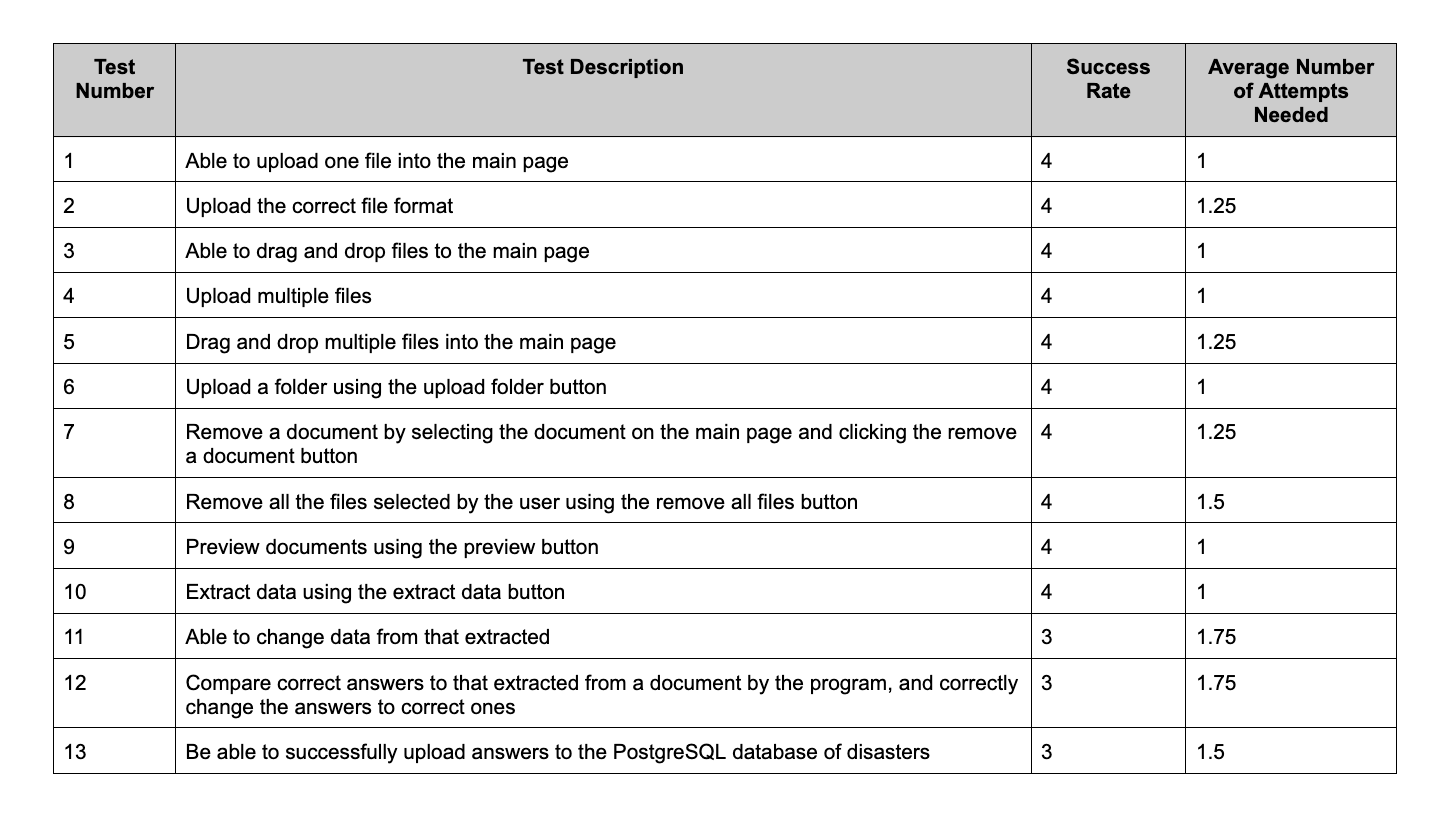 Test Number Test Description Success Rate Average Number of Attempts Needed
1 Able to upload one file into the main page 4 1
2 Upload the correct file format 4 1.25
3 Able to drag and drop files to the main page 4 1
4 Upload multiple files 4 1
5 Drag and drop multiple files into the main page 4 1.25
6 Upload a folder using the upload folder button 4 1
7 Remove a document by selecting the document on the main page and clicking the remove a document button 4 1.25
8 Remove all the files selected by the user using the remove all files button 4 1.5
9 Preview documents using the preview button 4 1
10 Extract data using the extract data button 4 1
11 Able to change data from that extracted 3 1.75
12 Compare correct answers to that extracted from a document by the program, and correctly change the answers to correct ones 3 1.75
13 Be able to successfully upload answers to the PostgreSQL database of disasters 3 1.5